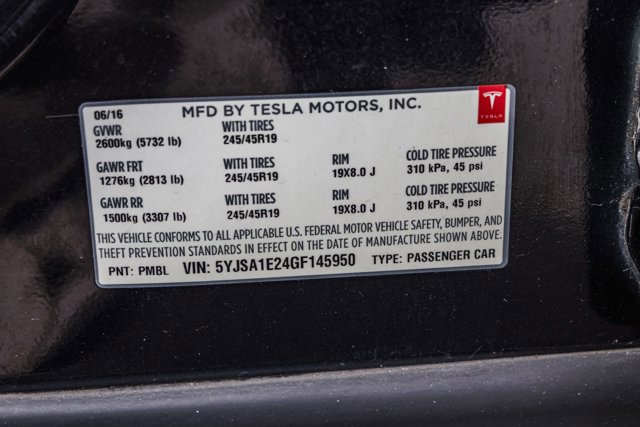 06/16 MFD BY TESLA MOTORS, INC.
TESLA
GVWR WITH TIRES
2600kg (5732 lb) 245/45R19
GAWR FRT WITH TIRES RIM COLD TIRE PRESSURE
1276kg (2813 lb) 245/45R19 19X8.0 J 310 kPa, 45 psi
GAWR RR WITH TIRES RIM COLD TIRE PRESSURE
1500kg (3307 lb) 245/45R19 19X8.0 J 310 kPa, 45 psi
THIS VEHICLE CONFORMS TO ALL APPLICABLE U.S. FEDERAL MOTOR VEHICLE SAFETY, BUMPER, AND
THEFT PREVENTION STANDARDS IN EFFECT ON THE DATE OF MANUFACTURE SHOWN ABOVE.
PNT: PMBL VIN: 5YJSA1E24GF145950 TYPE: PASSENGER CAR